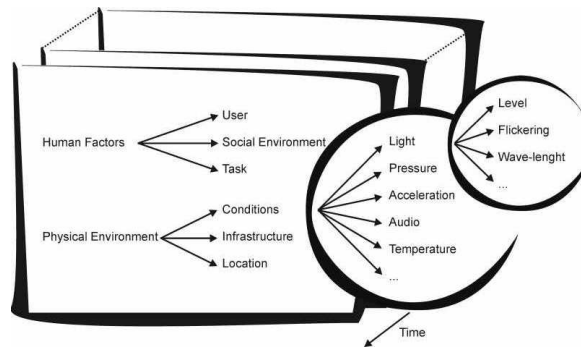 User
Human Factors
Social Environment
Task
Conditions
Physical Environment
Infrastructure
Location
Light
Pressure
Acceleration
Audio
Temperature
...
Level
Flickering
Wave-lenght
...
Time